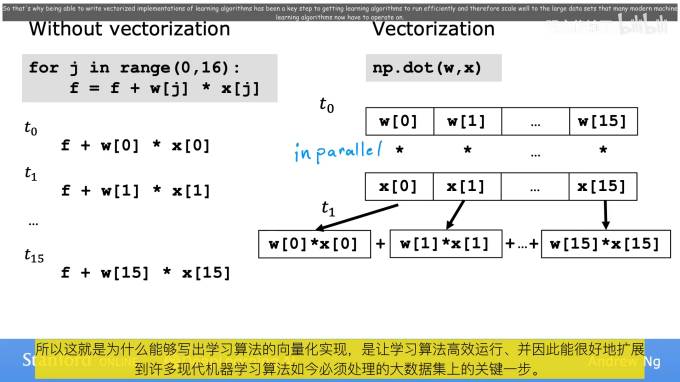 So that's why being able to write vectorized implementations of learning algorithms has been a key step to getting learning algorithms to run efficiently and therefore scale well to the large data sets that many modern machine
learning algorithms now have to operate on.
Without vectorization
for j in range(0,16):
f = f + w[j] * x[j]
t0
f + w[0] * x[0]
t1
f + w[1] * x[1]
…
t15
f + w[15] * x[15]
Vectorization
np.dot(w,x)
t0
w[0] w[1] … w[15]
in parallel * * … *
x[0] x[1] … x[15]
t1
w[0]*x[0] + w[1]*x[1] +…+ w[15]*x[15]
所以这就是为什么能够写出学习算法的向量化实现，是让学习算法高效运行、并因此能很好地扩展
到许多现代机器学习算法如今必须处理的大数据集上的关键一步。
Stanford ONLINE
Andrew Ng
bilibili